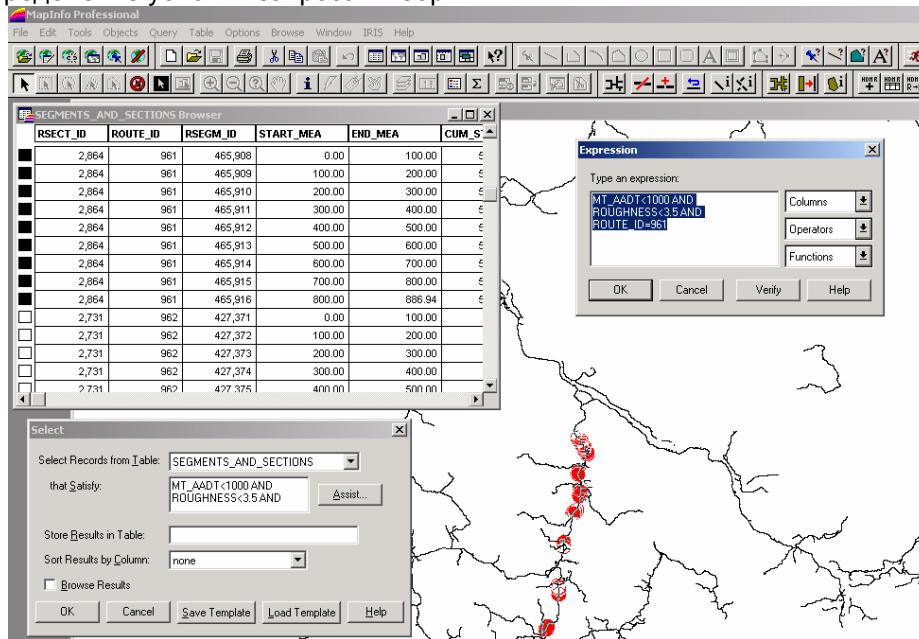 MapInfo Professional
File Edit Tools Objects Query Table Options Browse Window IRIS Help
SEGMENTS_AND_SECTIONS Browser
RSECT_ID ROUTE_ID RSEGM_ID START_MEA END_MEA CUM_S
2,864 961 465,908 0.00 100.00
2,864 961 465,909 100.00 200.00
2,864 961 465,910 200.00 300.00
2,864 961 465,911 300.00 400.00
2,864 961 465,912 400.00 500.00
2,864 961 465,913 500.00 600.00
2,864 961 465,914 600.00 700.00
2,864 961 465,915 700.00 800.00
2,864 961 465,916 800.00 886.94
2,731 962 427,371 0.00 100.00
2,731 962 427,372 100.00 200.00
2,731 962 427,373 200.00 300.00
2,731 962 427,374 300.00 400.00
2,731 962 427,375 400.00 500.00
Expression
Type an expression:
MT_AADT<1000 AND
ROUGHNESS<3.5 AND
ROUTE_ID=961
Columns
Operators
Functions
OK Cancel Verify Help
Select
Select Records from Table: SEGMENTS_AND_SECTIONS
that Satisfy: MT_AADT<1000 AND
ROUGHNESS<3.5 AND
Assist...
Store Results in Table:
Sort Results by Column: none
Browse Results
OK Cancel Save Template Load Template Help